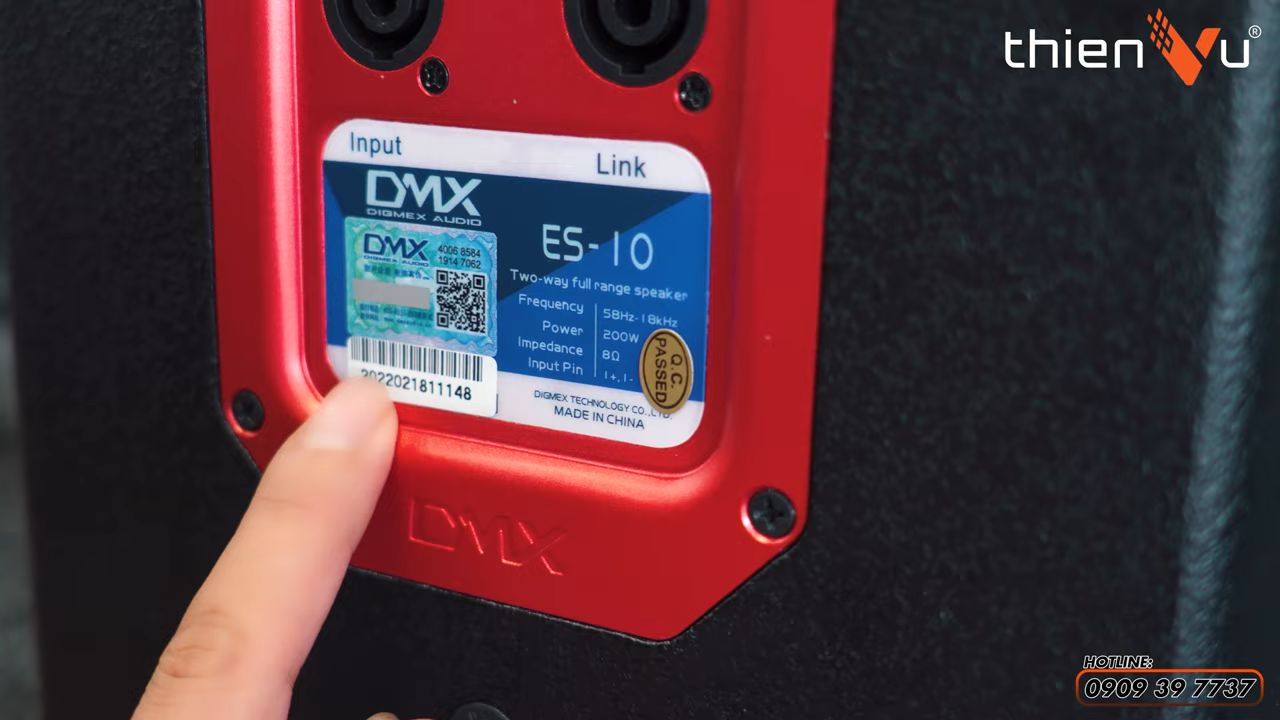 thienVu®
Input
Link
DMX
DIGMEX AUDIO
DMX
DIGMEX AUDIO
4006 8584
1914 7062
ES-10
Two-way full range speaker
Frequency 58Hz-18kHz
Power 200W
Impedance 8Ω
Input Pin 1+,1-
Q.C.
PASSED
2022021811148
DIGMEX TECHNOLOGY CO.,LTD.
MADE IN CHINA
DMX
HOTLINE:
0909 39 7737